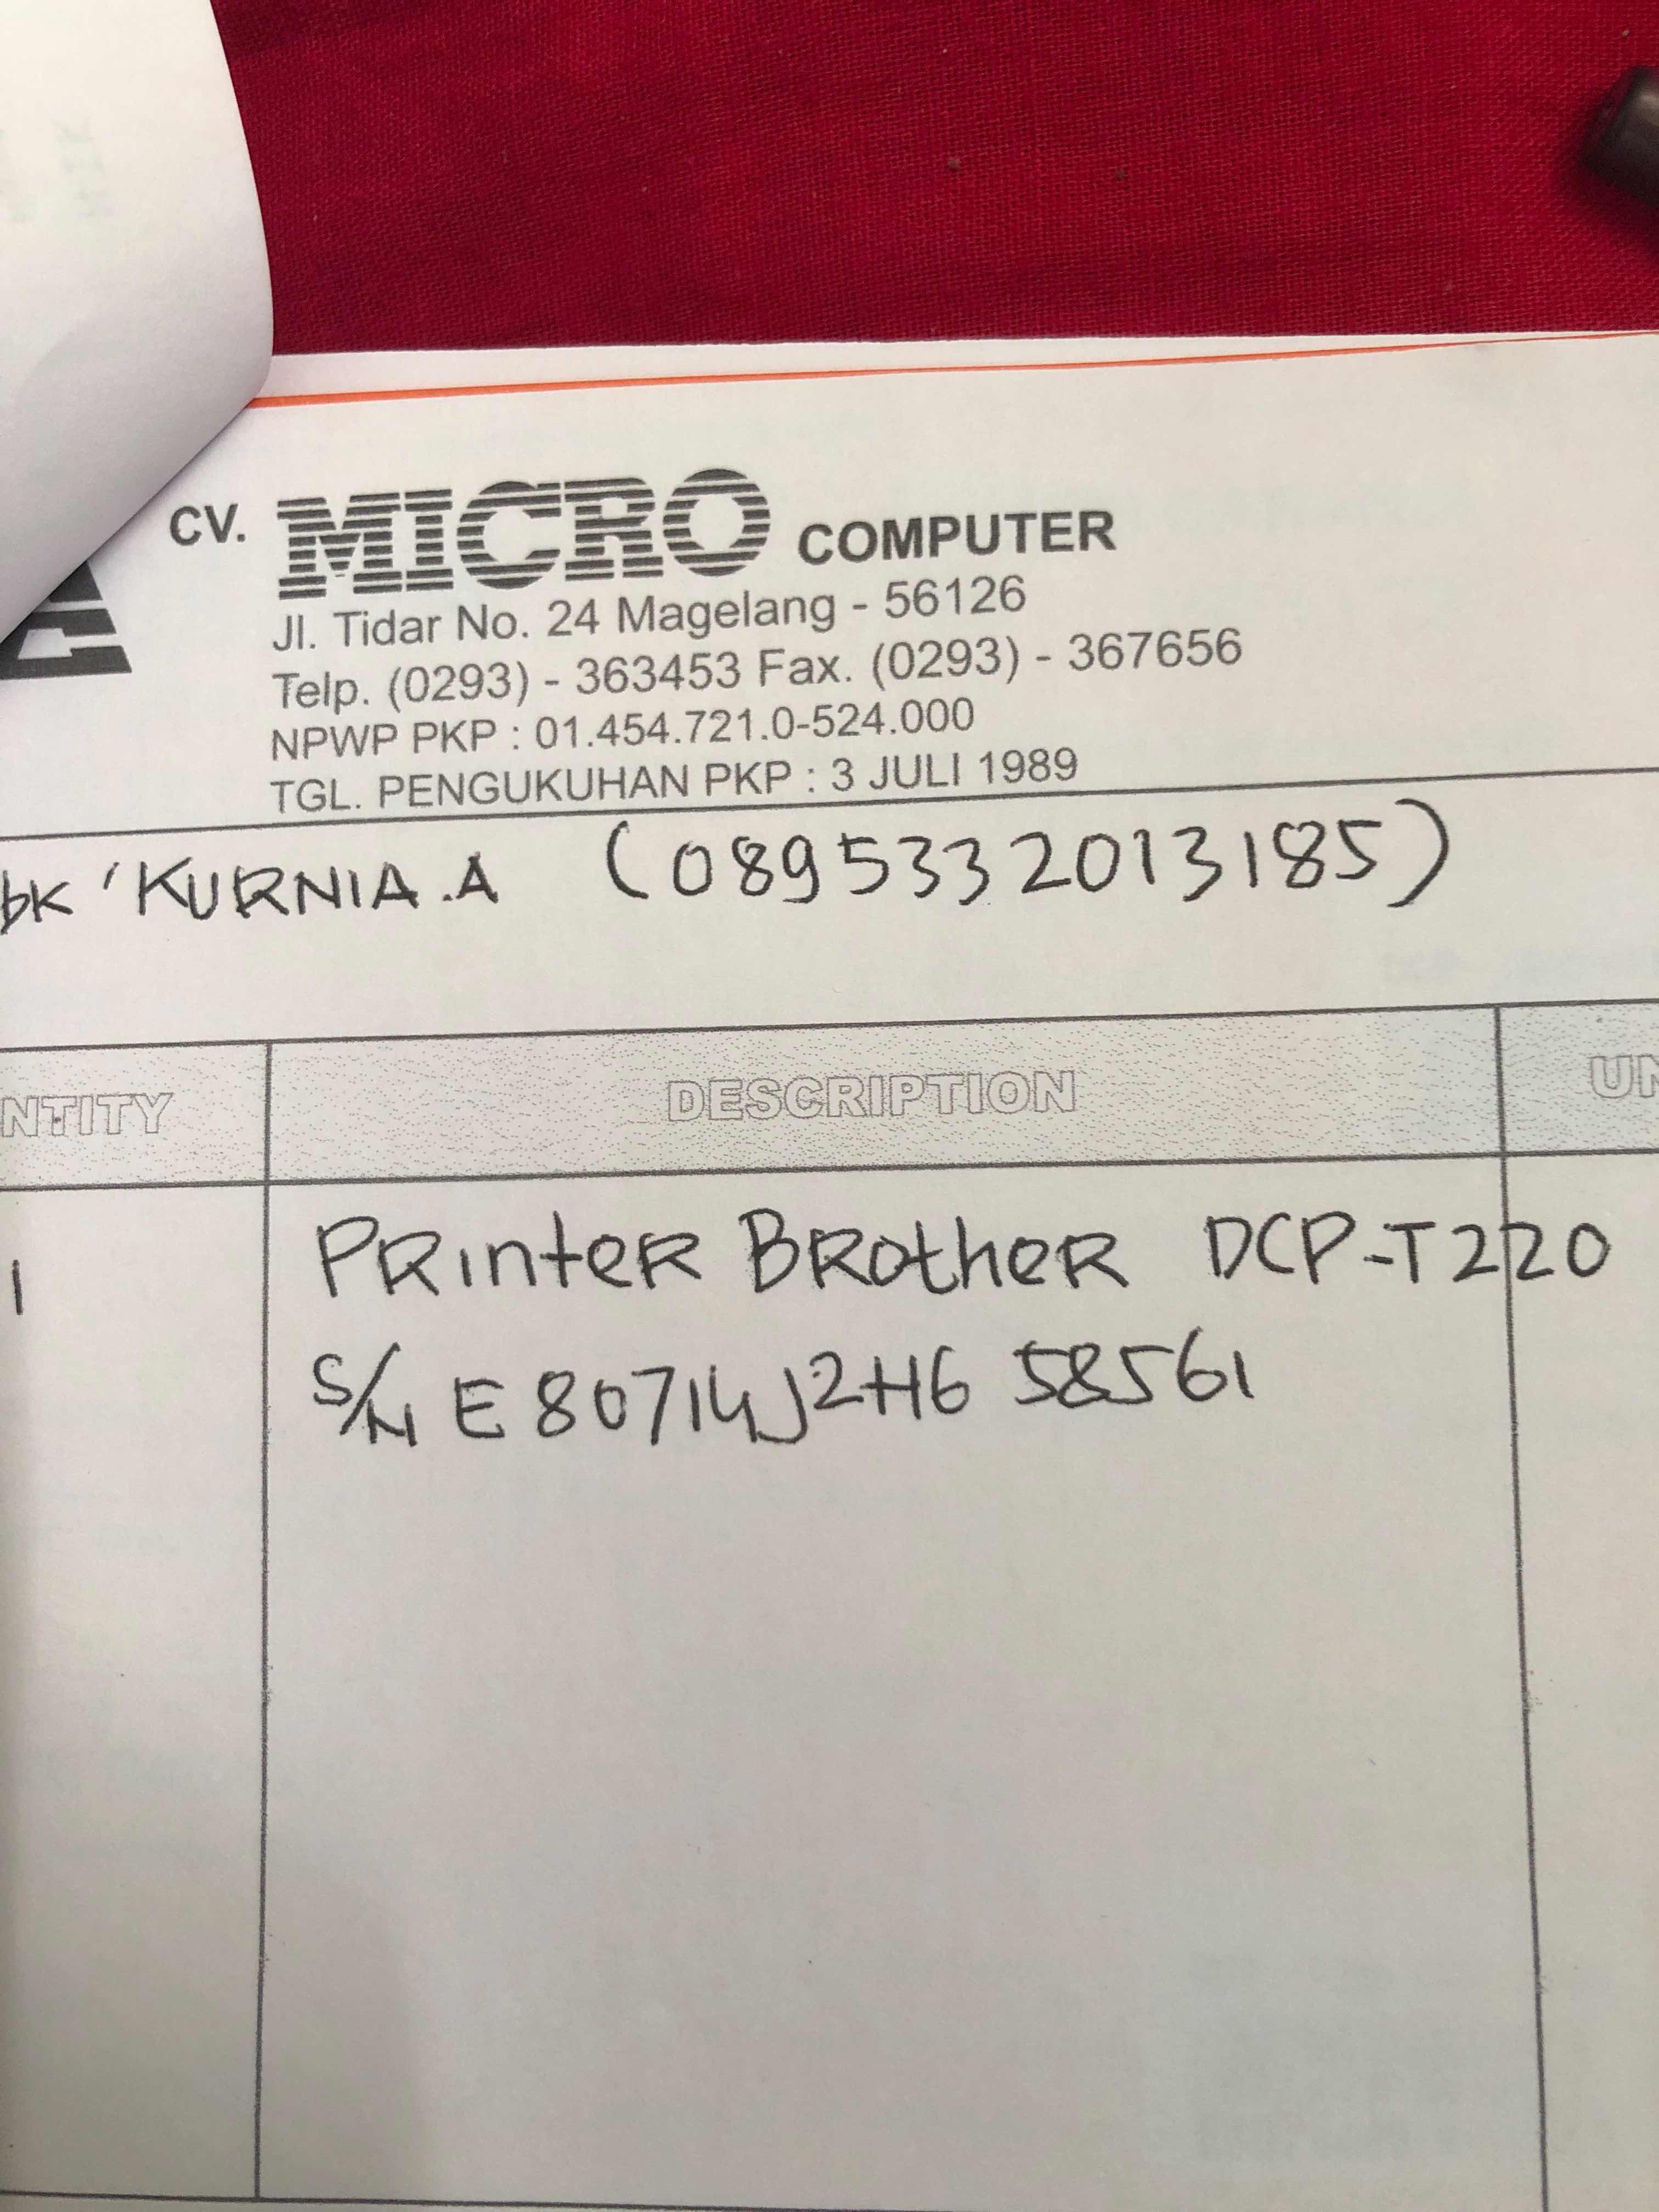 CV. MICRO COMPUTER
Jl. Tidar No. 24 Magelang - 56126
Telp. (0293) - 363453 Fax. (0293) - 367656
NPWP PKP : 01.454.721.0-524.000
TGL. PENGUKUHAN PKP : 3 JULI 1989
bk 'KURNIA.A (0895332013185)
NTITY DESCRIPTION UN
1 PRinteR BRotheR DCP-T220
S/N E80714J2H6 58561